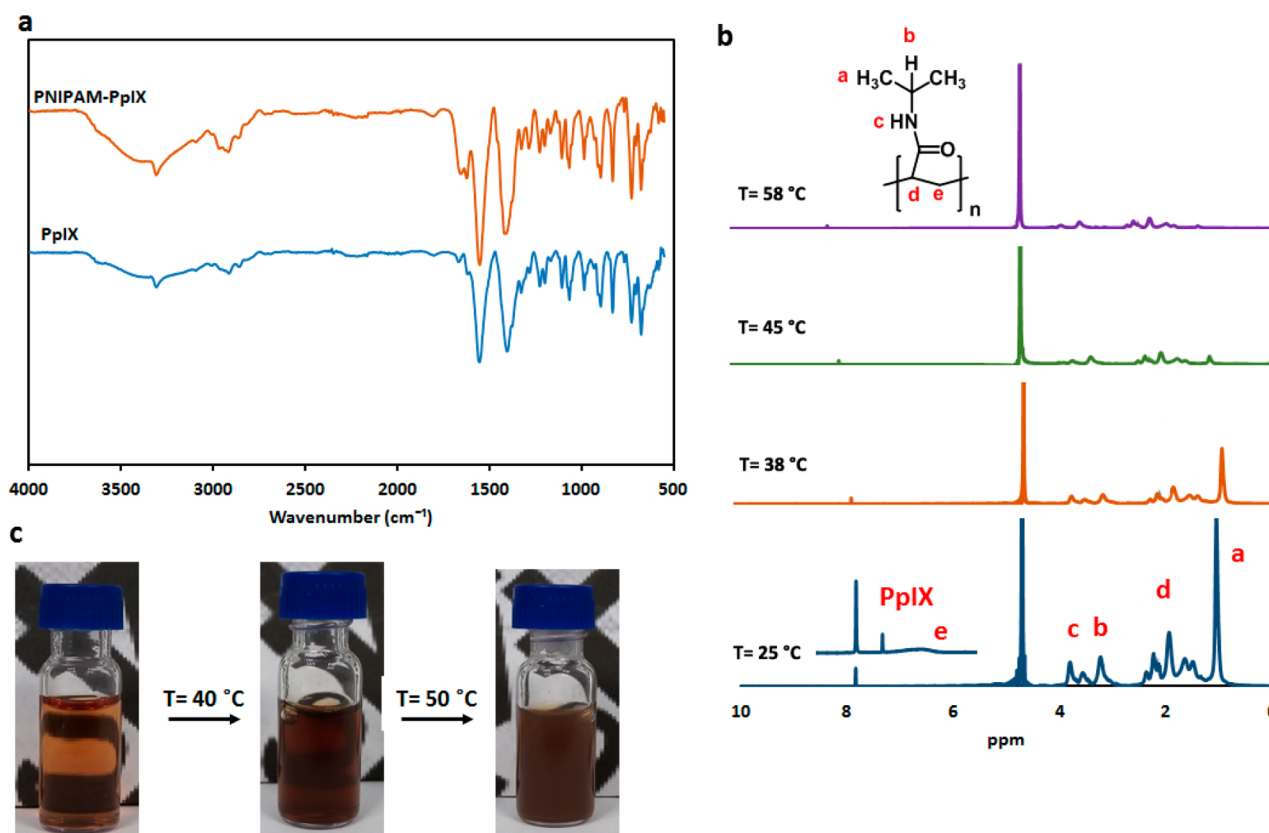 a
PNIPAM-PpIX
PpIX
4000 3500 3000 2500 2000 1500 1000 500
Wavenumber (cm⁻¹)
b
b
H
a H₃C CH₃
c HN
O
d e n
T= 58 °C
T= 45 °C
T= 38 °C
a
PpIX
d
e
c b
T= 25 °C
10 8 6 4 2 0
ppm
c
T= 40 °C
T= 50 °C